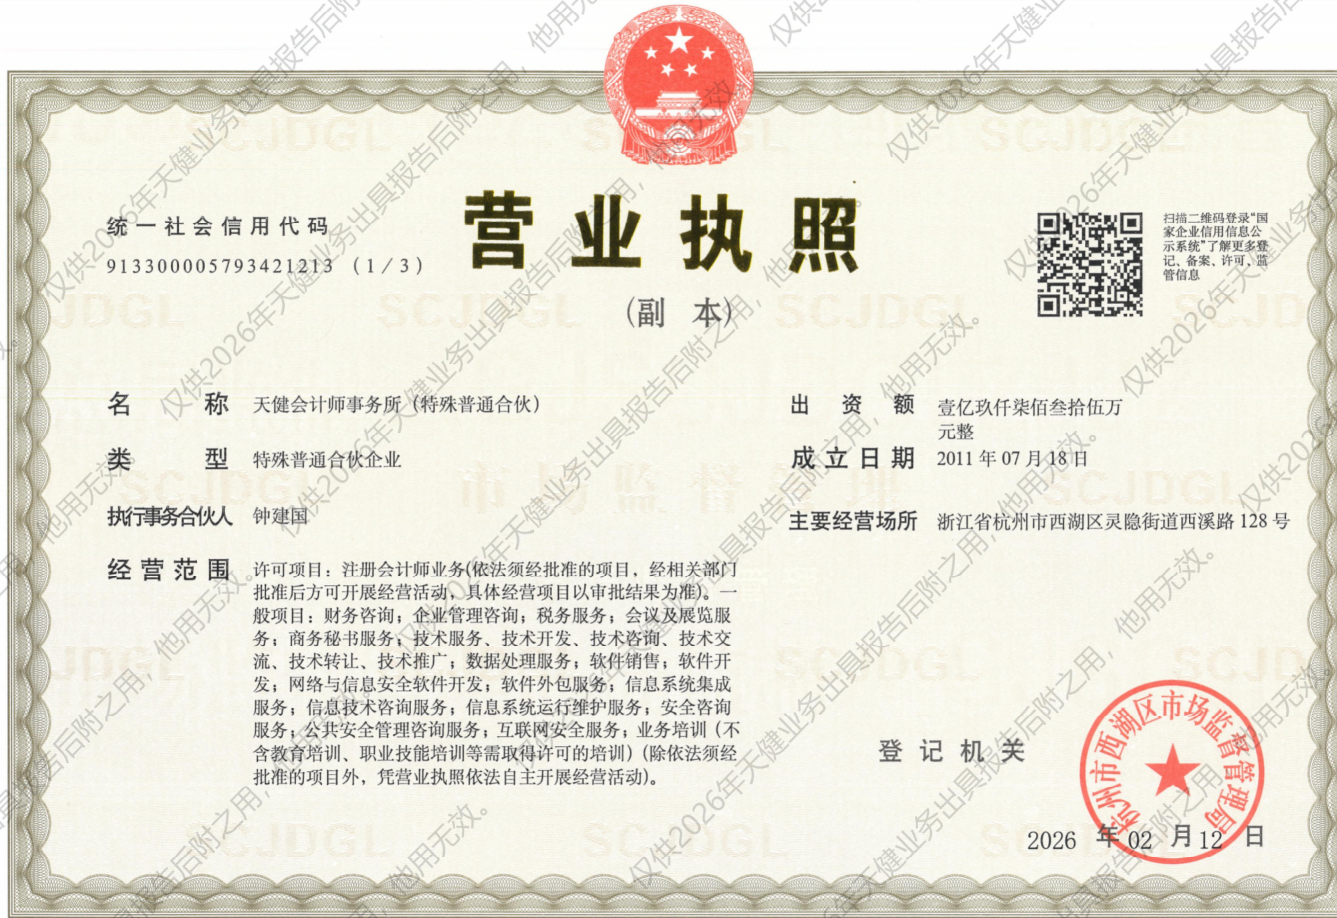 营业执照
(副 本)
统一社会信用代码
913300005793421213 (1/3)
扫描二维码登录“国
家企业信用信息公
示系统”了解更多登
记、备案、许可、监
管信息
名 称 天健会计师事务所（特殊普通合伙）
类 型 特殊普通合伙企业
执行事务合伙人 钟建国
经营范围 许可项目：注册会计师业务(依法须经批准的项目，经相关部门
批准后方可开展经营活动，具体经营项目以审批结果为准)。一
般项目：财务咨询；企业管理咨询；税务服务；会议及展览服
务；商务秘书服务；技术服务、技术开发、技术咨询、技术交
流、技术转让、技术推广；数据处理服务；软件销售；软件开
发；网络与信息安全软件开发；软件外包服务；信息系统集成
服务；信息技术咨询服务；信息系统运行维护服务；安全咨询
服务；公共安全管理咨询服务；互联网安全服务；业务培训（不
含教育培训、职业技能培训等需取得许可的培训）(除依法须经
批准的项目外，凭营业执照依法自主开展经营活动)。
出 资 额 壹亿玖仟柒佰叁拾伍万
元整
成立日期 2011 年 07 月 18 日
主要经营场所 浙江省杭州市西湖区灵隐街道西溪路 128 号
登记机关
杭州市西湖区市场监督管理局
2026 年 02 月 12 日
SCJDGL
市场监督管理
仅供2026年天健业务出具报告后附之用，他用无效。